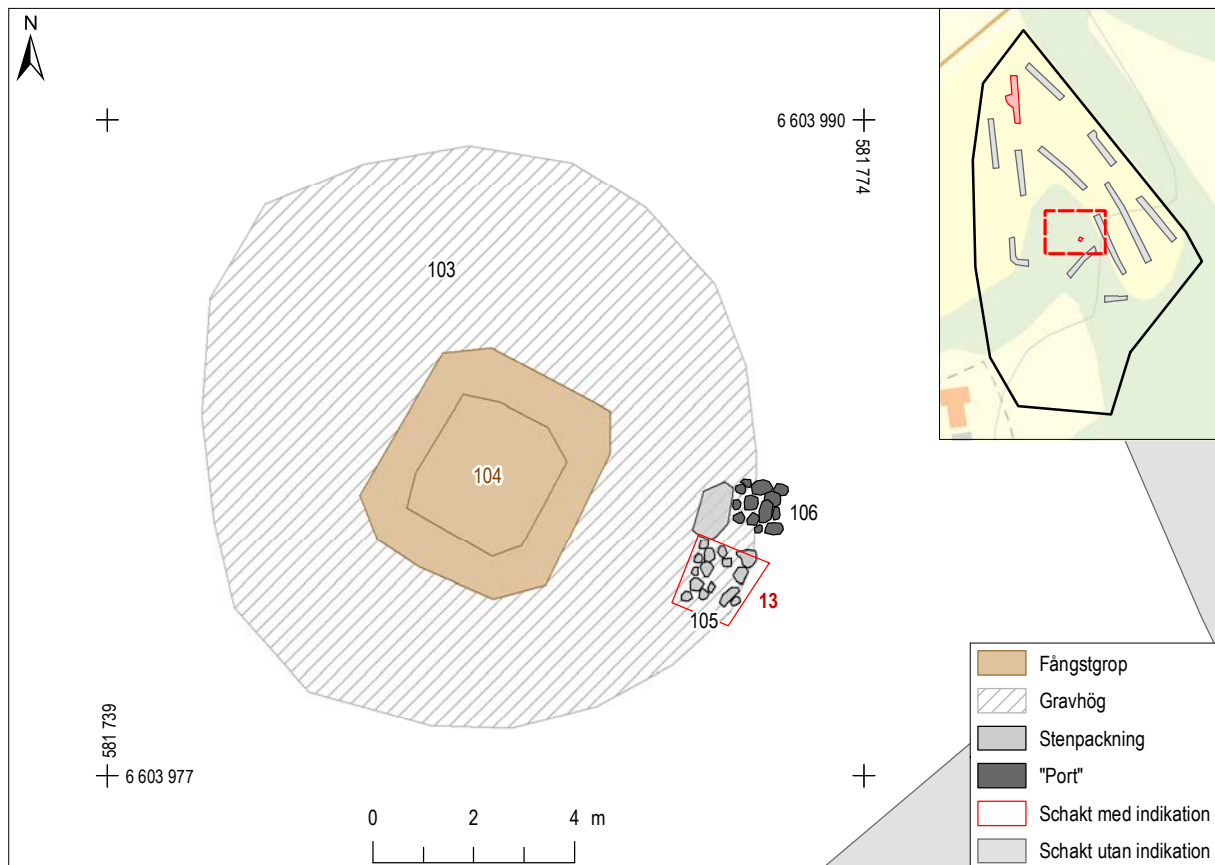 N
6 603 990
581 774
103
104
106
13
105
581 739
6 603 977
0 2 4 m
Fångstgrop
Gravhög
Stenpackning
"Port"
Schakt med indikation
Schakt utan indikation